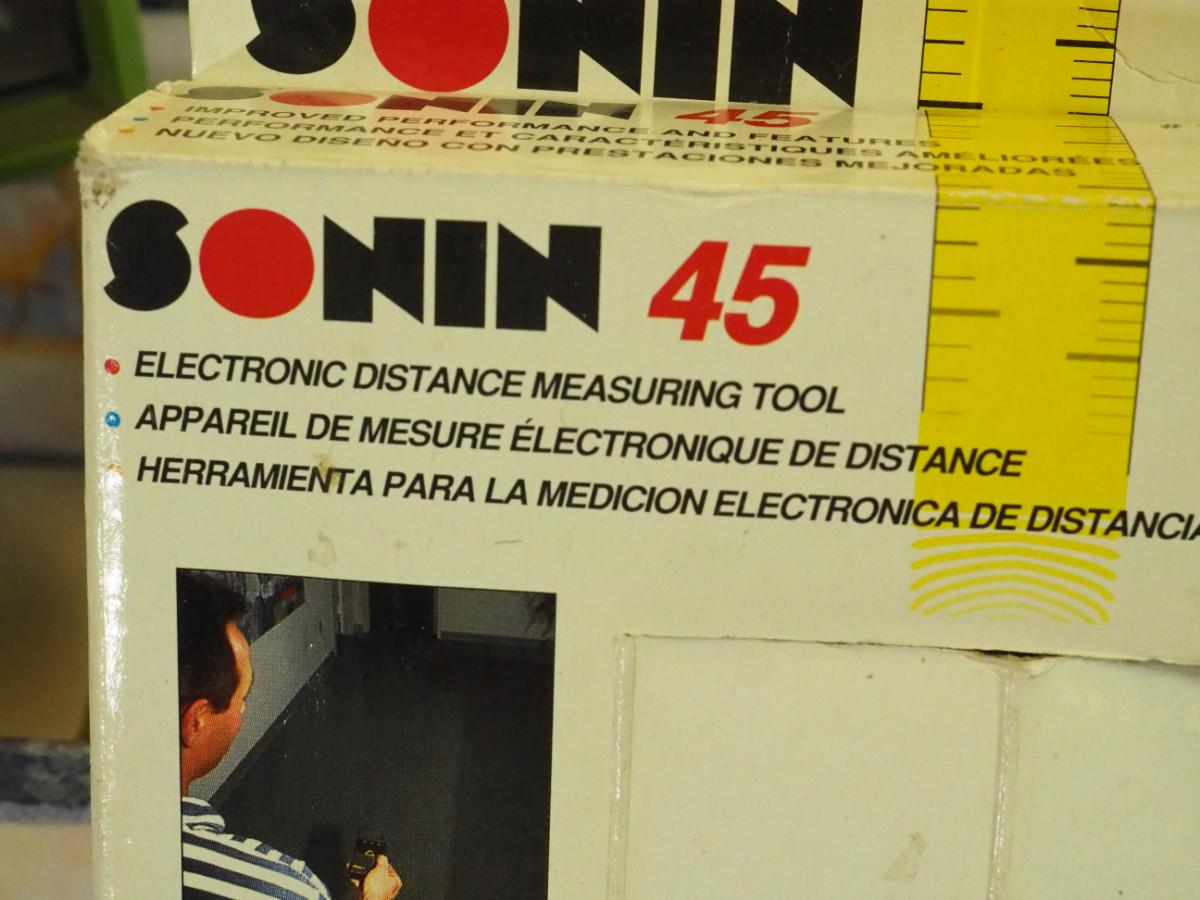 SONIN
SONIN 45
IMPROVED PERFORMANCE AND FEATURES
PERFORMANCE ET CARACTÉRISTIQUES AMÉLIORÉES
NUEVO DISENO CON PRESTACIONES MEJORADAS
SONIN 45
ELECTRONIC DISTANCE MEASURING TOOL
APPAREIL DE MESURE ÉLECTRONIQUE DE DISTANCE
HERRAMIENTA PARA LA MEDICION ELECTRONICA DE DISTANCIA